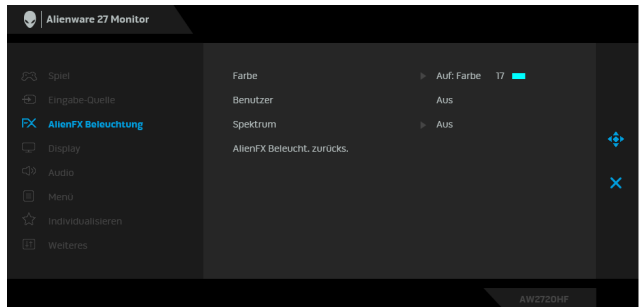 Alienware 27 Monitor
Spiel
Eingabe-Quelle
FX AlienFX Beleuchtung
Display
Audio
Menü
Individualisieren
Weiteres
Farbe Auf: Farbe 17
Benutzer Aus
Spektrum Aus
AlienFX Beleucht. zurücks.
AW2720HF